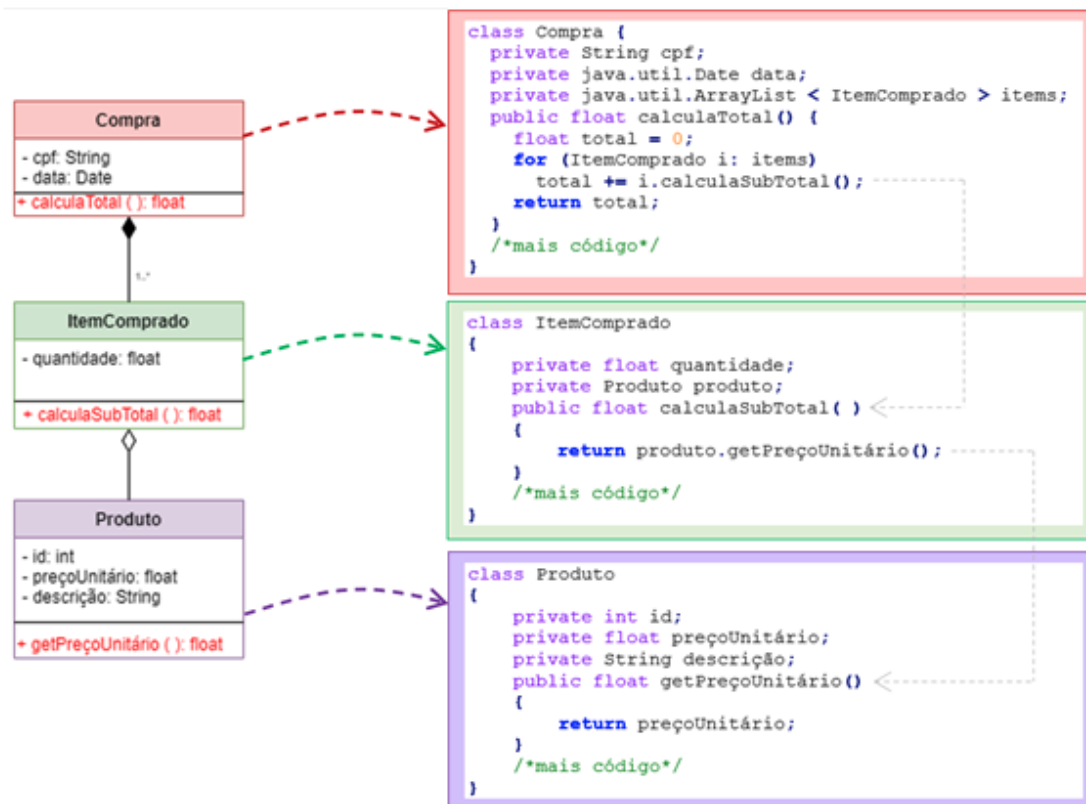 Compra
- cpf: String
- data: Date
+ calculaTotal ( ): float
1..*
ItemComprado
- quantidade: float
+ calculaSubTotal ( ): float
Produto
- id: int
- preçoUnitário: float
- descrição: String
+ getPreçoUnitário ( ): float
class Compra {
private String cpf;
private java.util.Date data;
private java.util.ArrayList < ItemComprado > items;
public float calculaTotal() {
float total = 0;
for (ItemComprado i: items)
total += i.calculaSubTotal();
return total;
}
/*mais código*/
}
class ItemComprado
{
private float quantidade;
private Produto produto;
public float calculaSubTotal( )
{
return produto.getPreçoUnitário();
}
/*mais código*/
}
class Produto
{
private int id;
private float preçoUnitário;
private String descrição;
public float getPreçoUnitário()
{
return preçoUnitário;
}
/*mais código*/
}